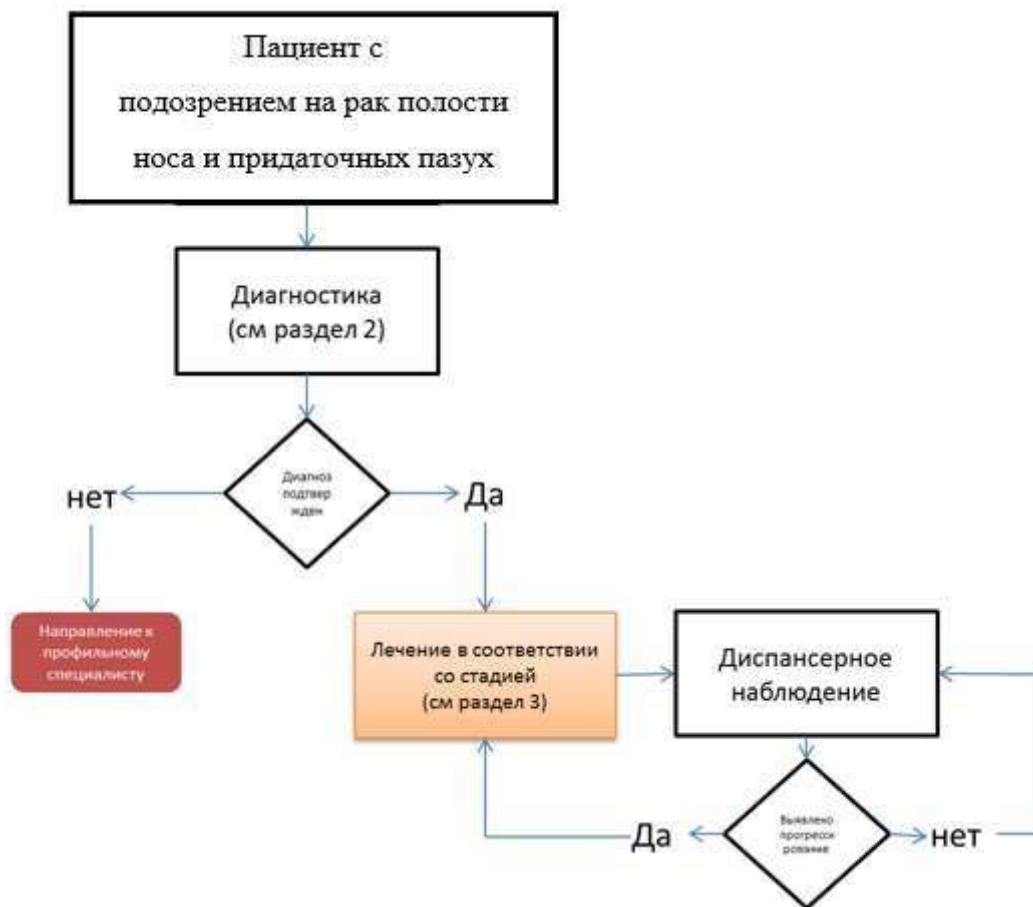 Пациент с
подозрением на рак полости
носа и придаточных пазух
Диагностика
(см раздел 2)
Диагноз
подтвер
жден
нет
Да
Направление к
профильному
специалисту
Лечение в соответствии
со стадией
(см раздел 3)
Диспансерное
наблюдение
Выявлено
прогресси
рование
Да
нет